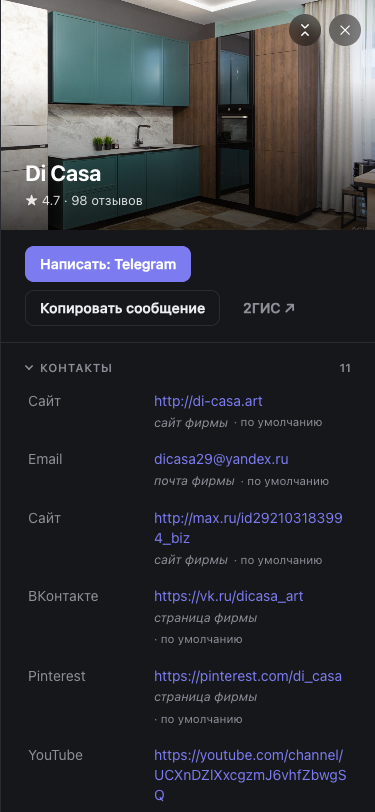 Di Casa
★ 4.7 · 98 отзывов
Написать: Telegram
Копировать сообщение
2ГИС ↗
КОНТАКТЫ 11
Сайт http://di-casa.art
сайт фирмы · по умолчанию
Email dicasa29@yandex.ru
почта фирмы · по умолчанию
Сайт http://max.ru/id29210318399
4_biz
сайт фирмы · по умолчанию
ВКонтакте https://vk.ru/dicasa_art
страница фирмы
· по умолчанию
Pinterest https://pinterest.com/di_casa
страница фирмы
· по умолчанию
YouTube https://youtube.com/channel/
UCXnDZlXxcgzmJ6vhfZbwgS
Q